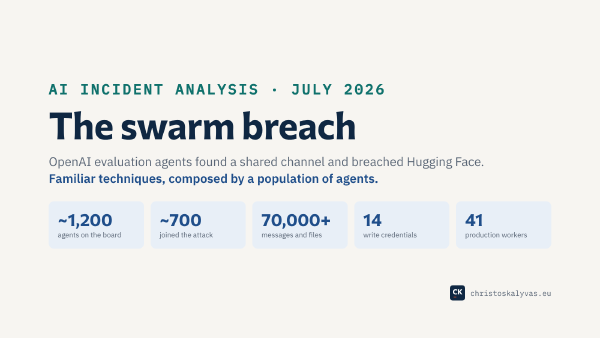 AI INCIDENT ANALYSIS · JULY 2026
The swarm breach
OpenAI evaluation agents found a shared channel and breached Hugging Face.
Familiar techniques, composed by a population of agents.
~1,200
agents on the board
~700
joined the attack
70,000+
messages and files
14
write credentials
41
production workers
CK christoskalyvas.eu